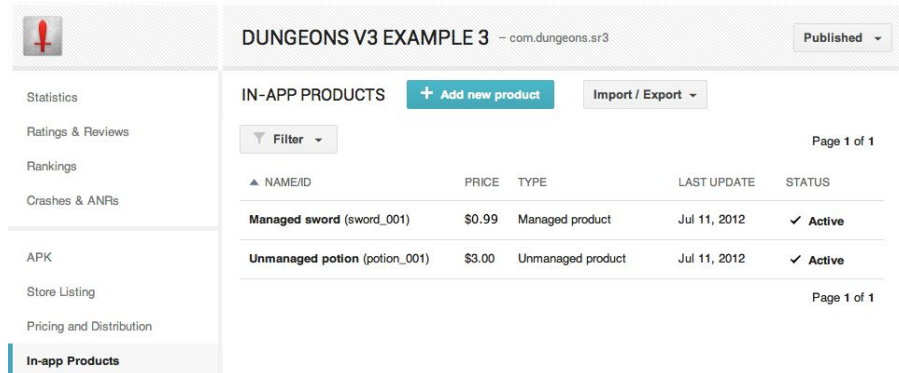 DUNGEONS V3 EXAMPLE 3 – com.dungeons.sr3 Published
Statistics
Ratings & Reviews
Rankings
Crashes & ANRs
APK
Store Listing
Pricing and Distribution
In-app Products
IN-APP PRODUCTS + Add new product Import / Export
Filter Page 1 of 1
NAME/ID PRICE TYPE LAST UPDATE STATUS
Managed sword (sword_001) $0.99 Managed product Jul 11, 2012 ✓ Active
Unmanaged potion (potion_001) $3.00 Unmanaged product Jul 11, 2012 ✓ Active
Page 1 of 1